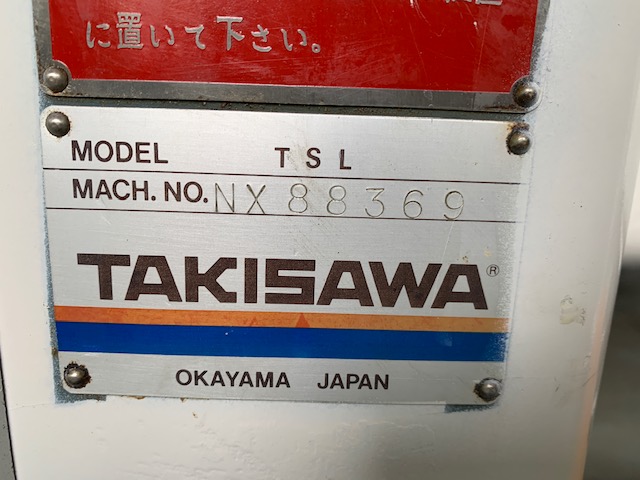 に置いて下さい。
MODEL TSL
MACH. NO. NX88369
TAKISAWA®
OKAYAMA JAPAN